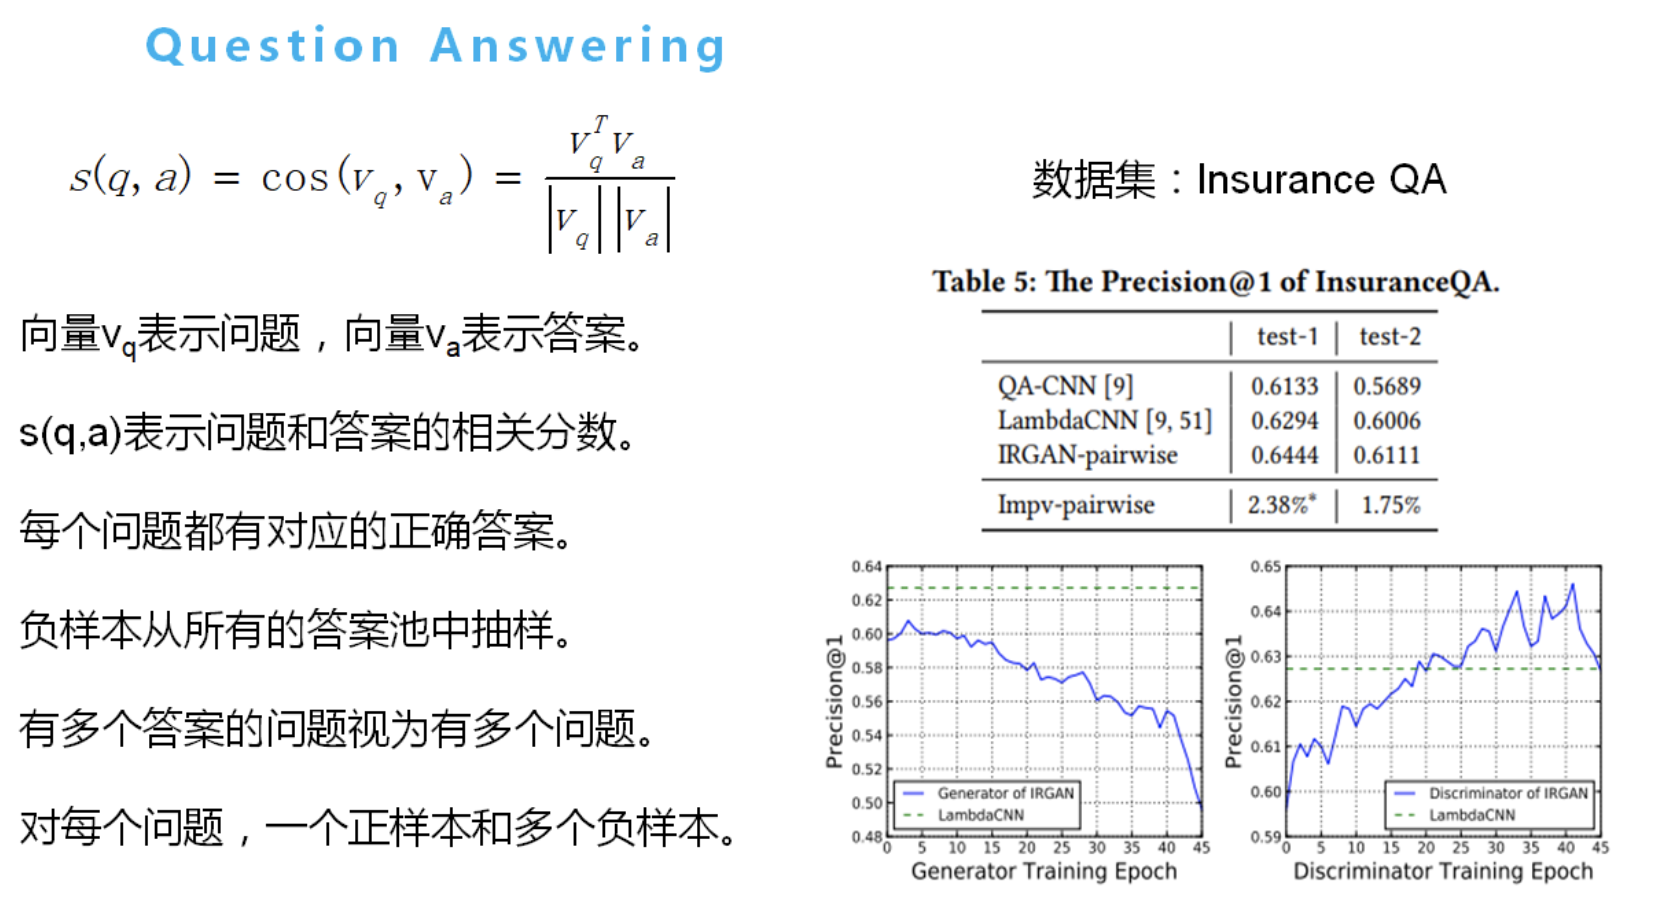 Question Answering
s(q, a) = cos(v_q, v_a) = v_q^T v_a / |v_q| |v_a|
向量v_q表示问题，向量v_a表示答案。
s(q,a)表示问题和答案的相关分数。
每个问题都有对应的正确答案。
负样本从所有的答案池中抽样。
有多个答案的问题视为有多个问题。
对每个问题，一个正样本和多个负样本。
数据集：Insurance QA
Table 5: The Precision@1 of InsuranceQA.
test-1 test-2
QA-CNN [9] 0.6133 0.5689
LambdaCNN [9, 51] 0.6294 0.6006
IRGAN-pairwise 0.6444 0.6111
Impv-pairwise 2.38%* 1.75%
Precision@1
0.64
0.62
0.60
0.58
0.56
0.54
0.52
0.50
0.48
Generator of IRGAN
LambdaCNN
0 5 10 15 20 25 30 35 40 45
Generator Training Epoch
Precision@1
0.65
0.64
0.63
0.62
0.61
0.60
0.59
Discriminator of IRGAN
LambdaCNN
0 5 10 15 20 25 30 35 40 45
Discriminator Training Epoch